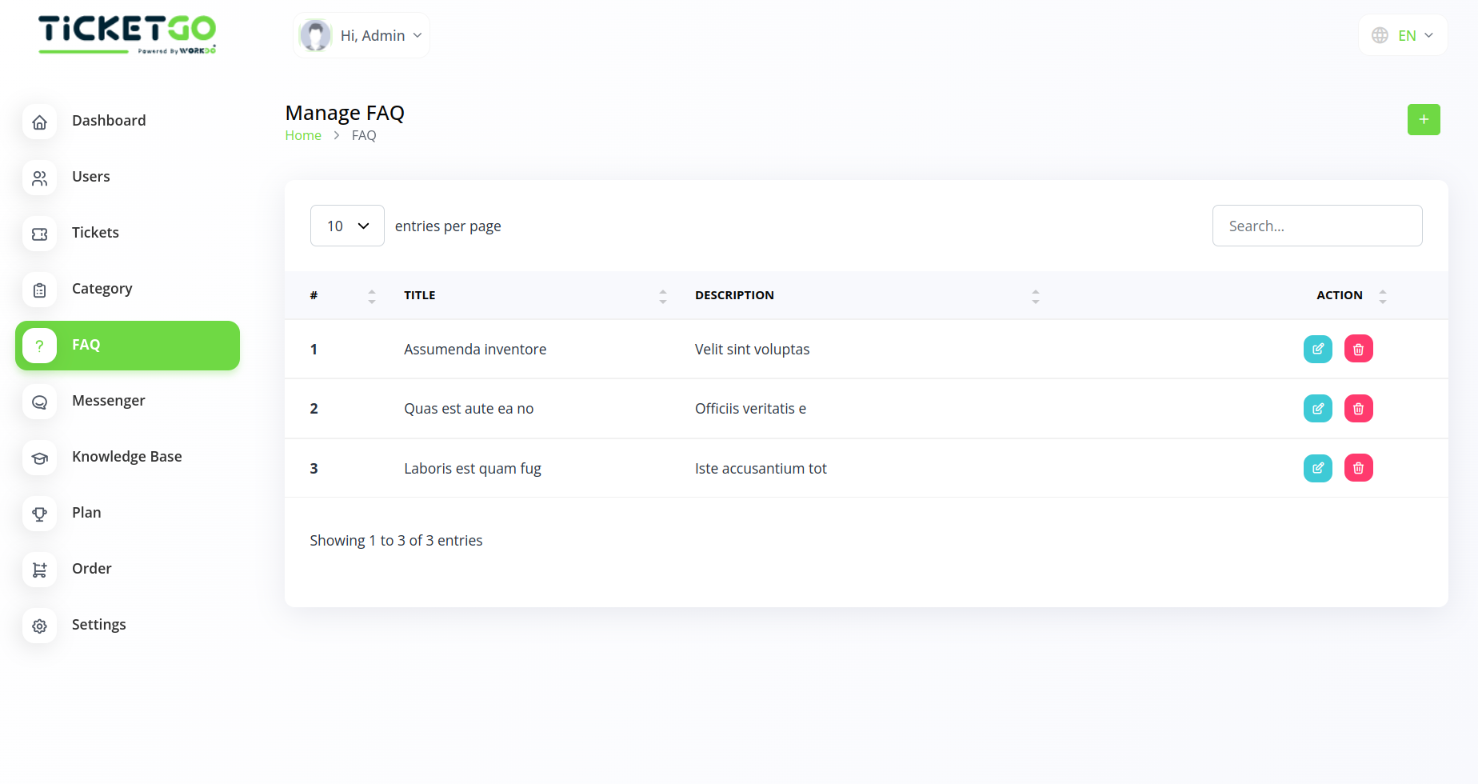 TiCKETGO
Powered By WORKDO
Hi, Admin
EN
Dashboard
Users
Tickets
Category
? FAQ
Messenger
Knowledge Base
Plan
Order
Settings
Manage FAQ
Home > FAQ
+
10 entries per page
Search...
# TITLE DESCRIPTION ACTION
1 Assumenda inventore Velit sint voluptas
2 Quas est aute ea no Officiis veritatis e
3 Laboris est quam fug Iste accusantium tot
Showing 1 to 3 of 3 entries